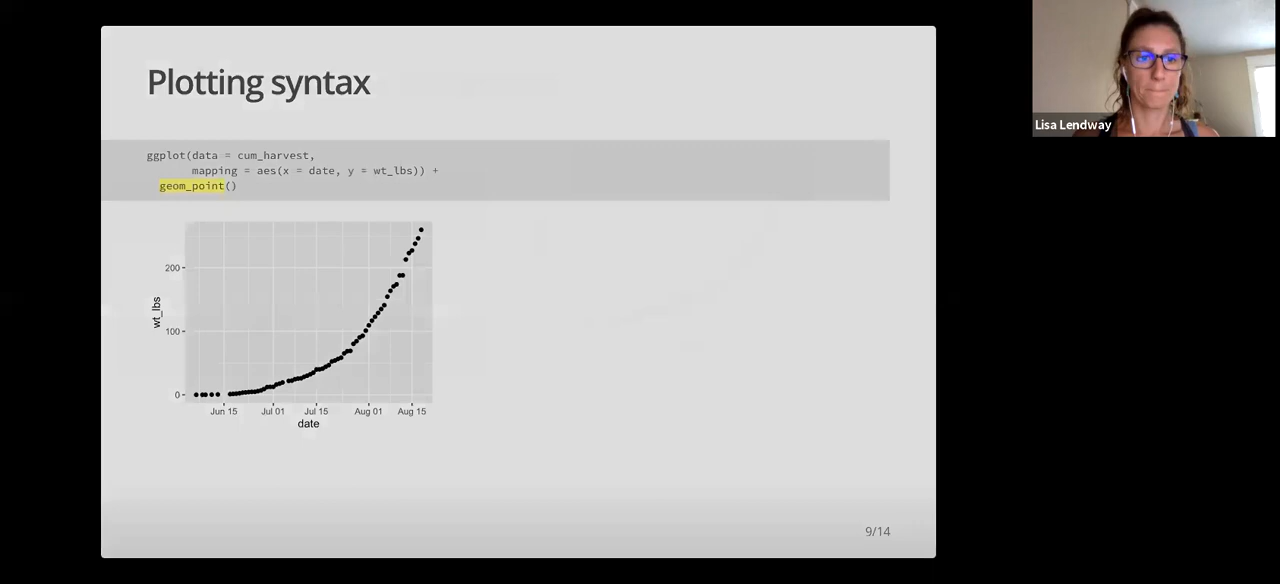 Plotting syntax
ggplot(data = cum_harvest,
mapping = aes(x = date, y = wt_lbs)) +
geom_point()
wt_lbs
200
100
0
Jun 15 Jul 01 Jul 15 Aug 01 Aug 15
date
9/14
Lisa Lendway